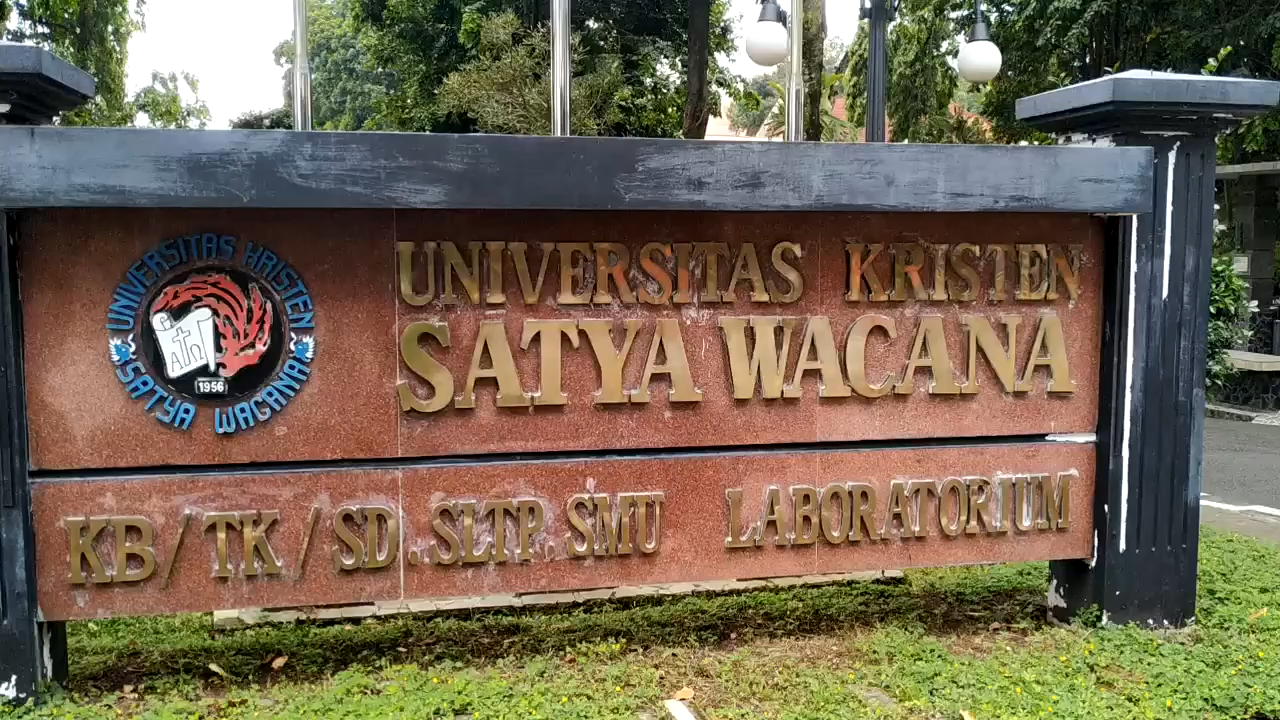 UNIVERSITAS KRISTEN
SATYA WACANA
1956
UNIVERSITAS KRISTEN
SATYA WACANA
KB / TK / SD . SLTP . SMU LABORATORIUM